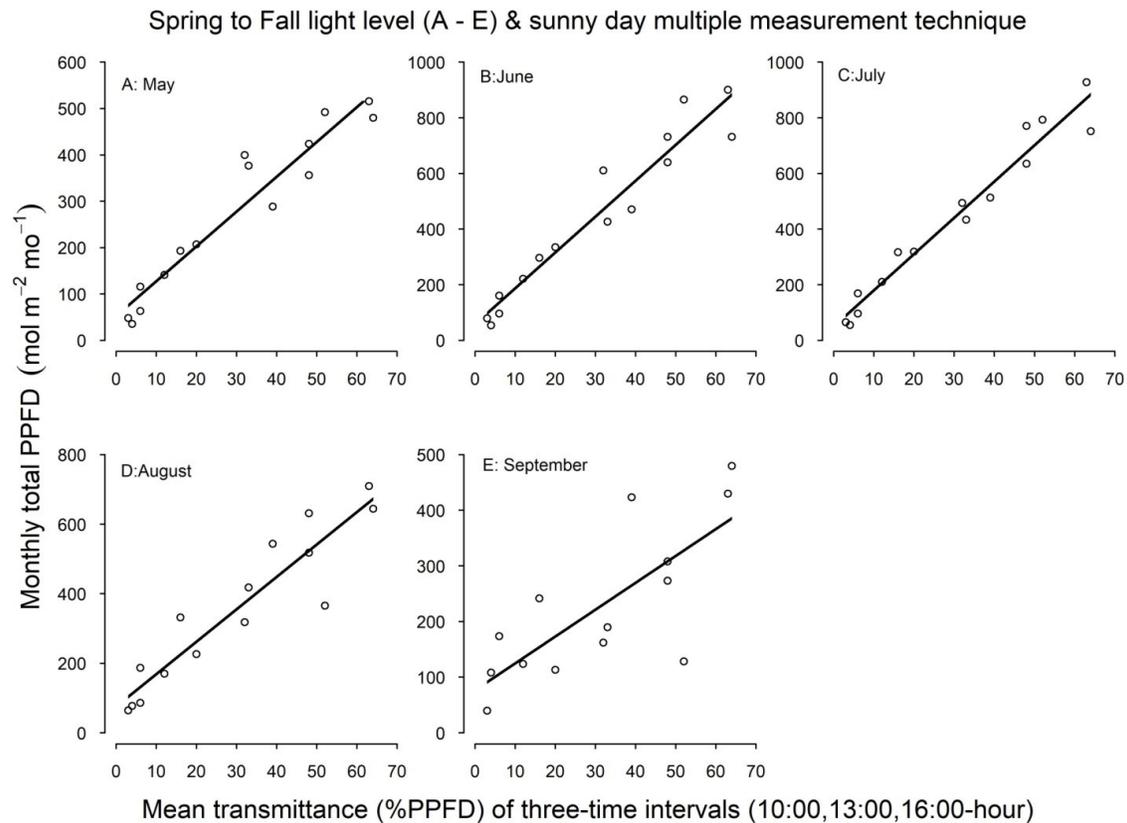 Spring to Fall light level (A - E) & sunny day multiple measurement technique
Monthly total PPFD (mol m⁻² mo⁻¹)
A: May
600
500
400
300
200
100
0
0 10 20 30 40 50 60 70
B:June
1000
800
600
400
200
0
0 10 20 30 40 50 60 70
C:July
1000
800
600
400
200
0
0 10 20 30 40 50 60 70
D:August
800
600
400
200
0
0 10 20 30 40 50 60 70
E: September
500
400
300
200
100
0
0 10 20 30 40 50 60 70
Mean transmittance (%PPFD) of three-time intervals (10:00,13:00,16:00-hour)